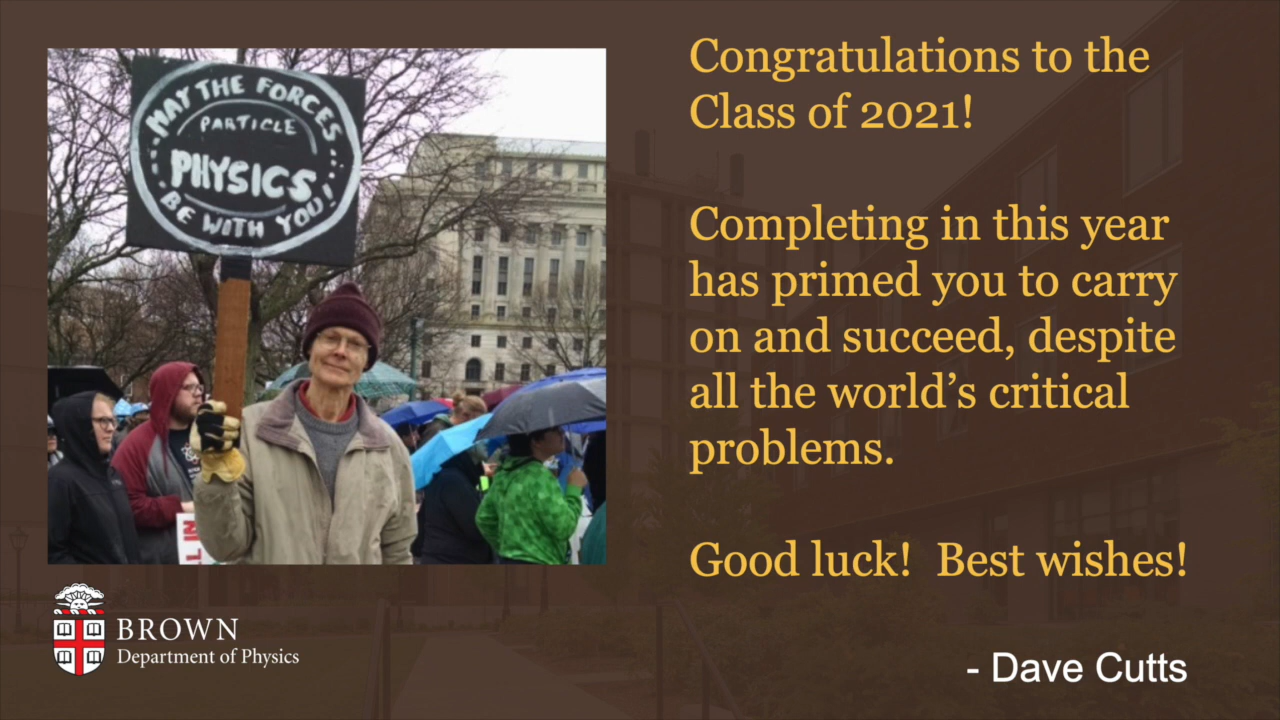 MAY THE FORCES
PARTICLE
PHYSICS
BE WITH YOU!
L IN
BROWN
Department of Physics
Congratulations to the
Class of 2021!
Completing in this year
has primed you to carry
on and succeed, despite
all the world's critical
problems.
Good luck!  Best wishes!
- Dave Cutts